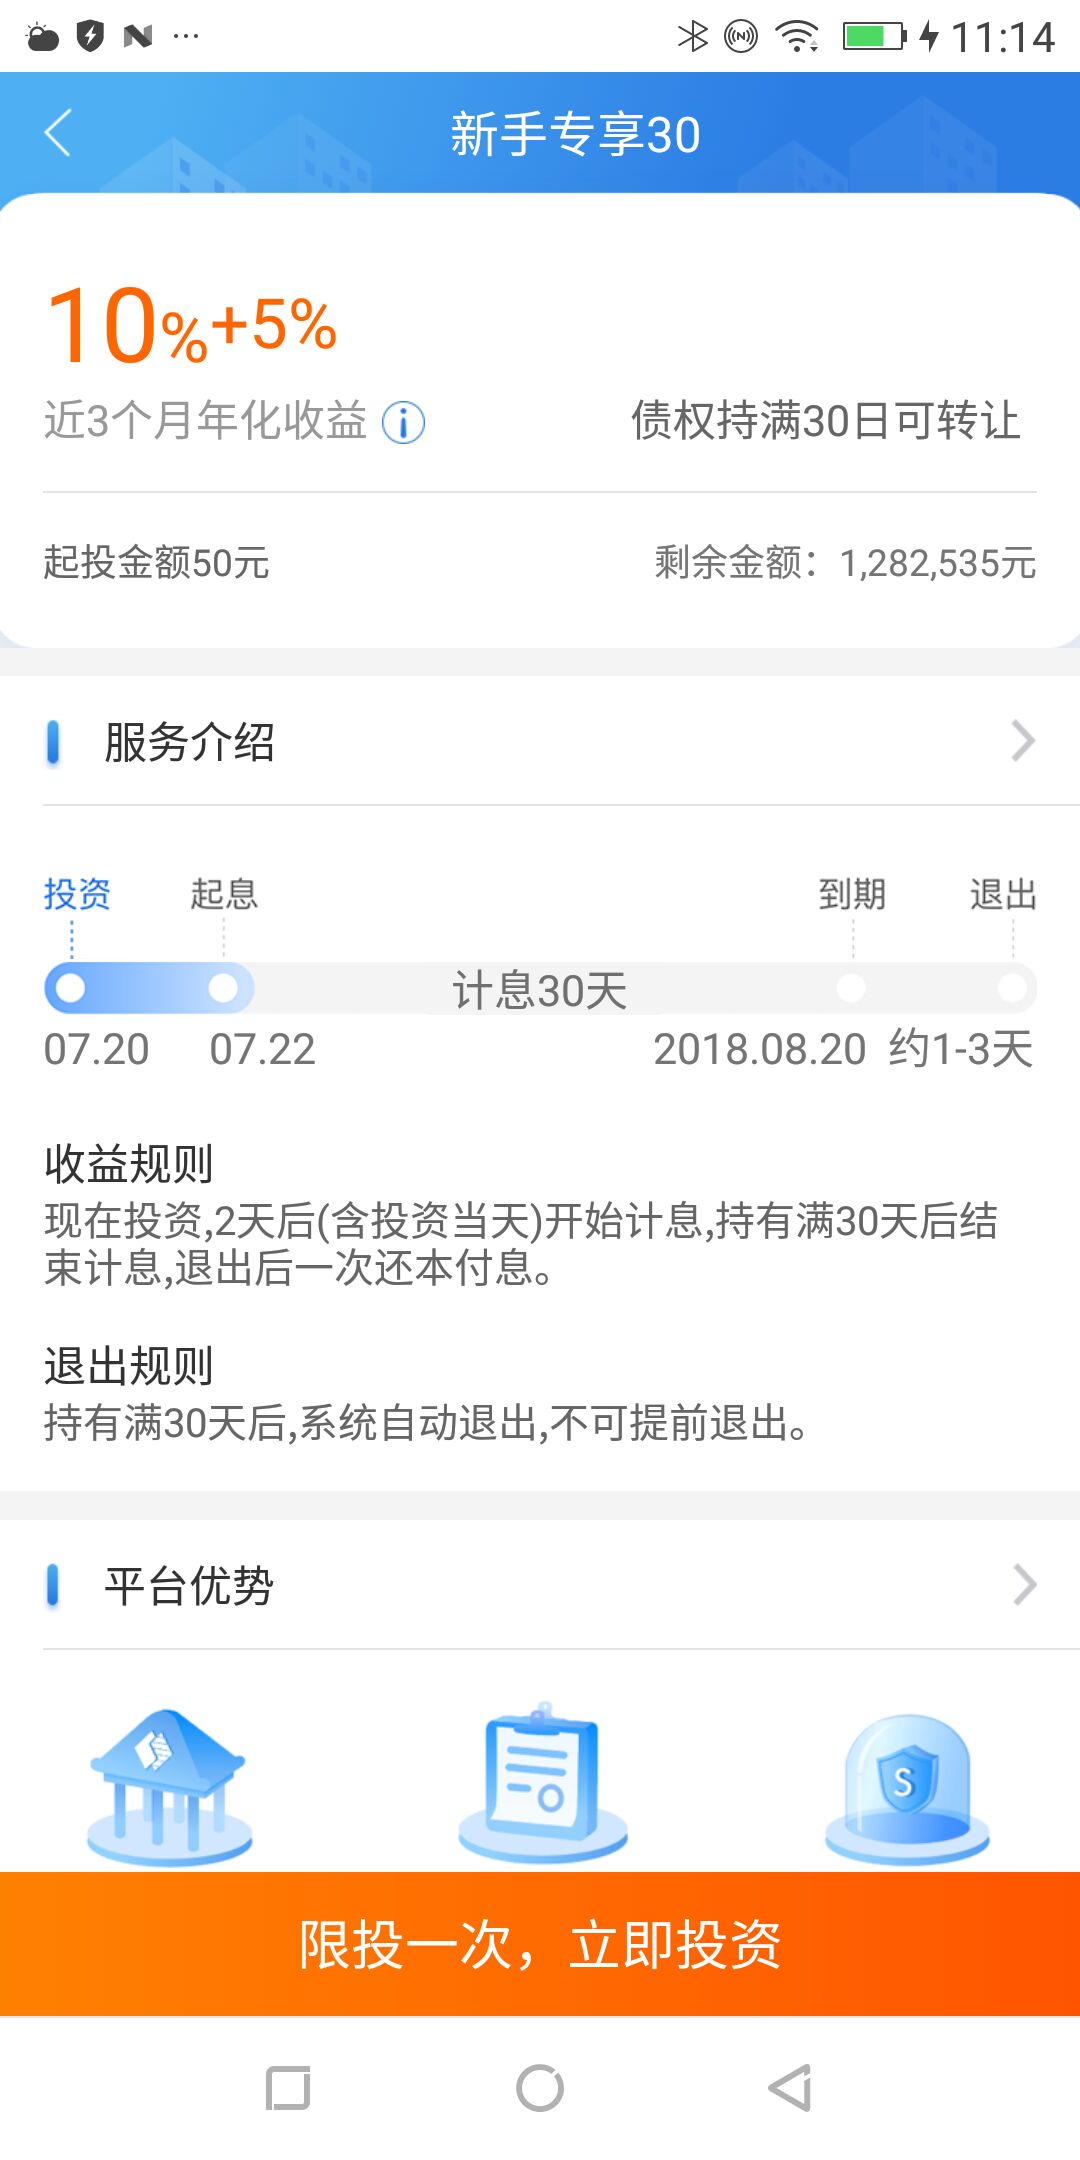 11:14
新手专享30
10%+5%
近3个月年化收益
债权持满30日可转让
起投金额50元
剩余金额：1,282,535元
服务介绍
投资 起息 到期 退出
计息30天
07.20 07.22 2018.08.20 约1-3天
收益规则
现在投资,2天后(含投资当天)开始计息,持有满30天后结
束计息,退出后一次还本付息。
退出规则
持有满30天后,系统自动退出,不可提前退出。
平台优势
S
限投一次，立即投资